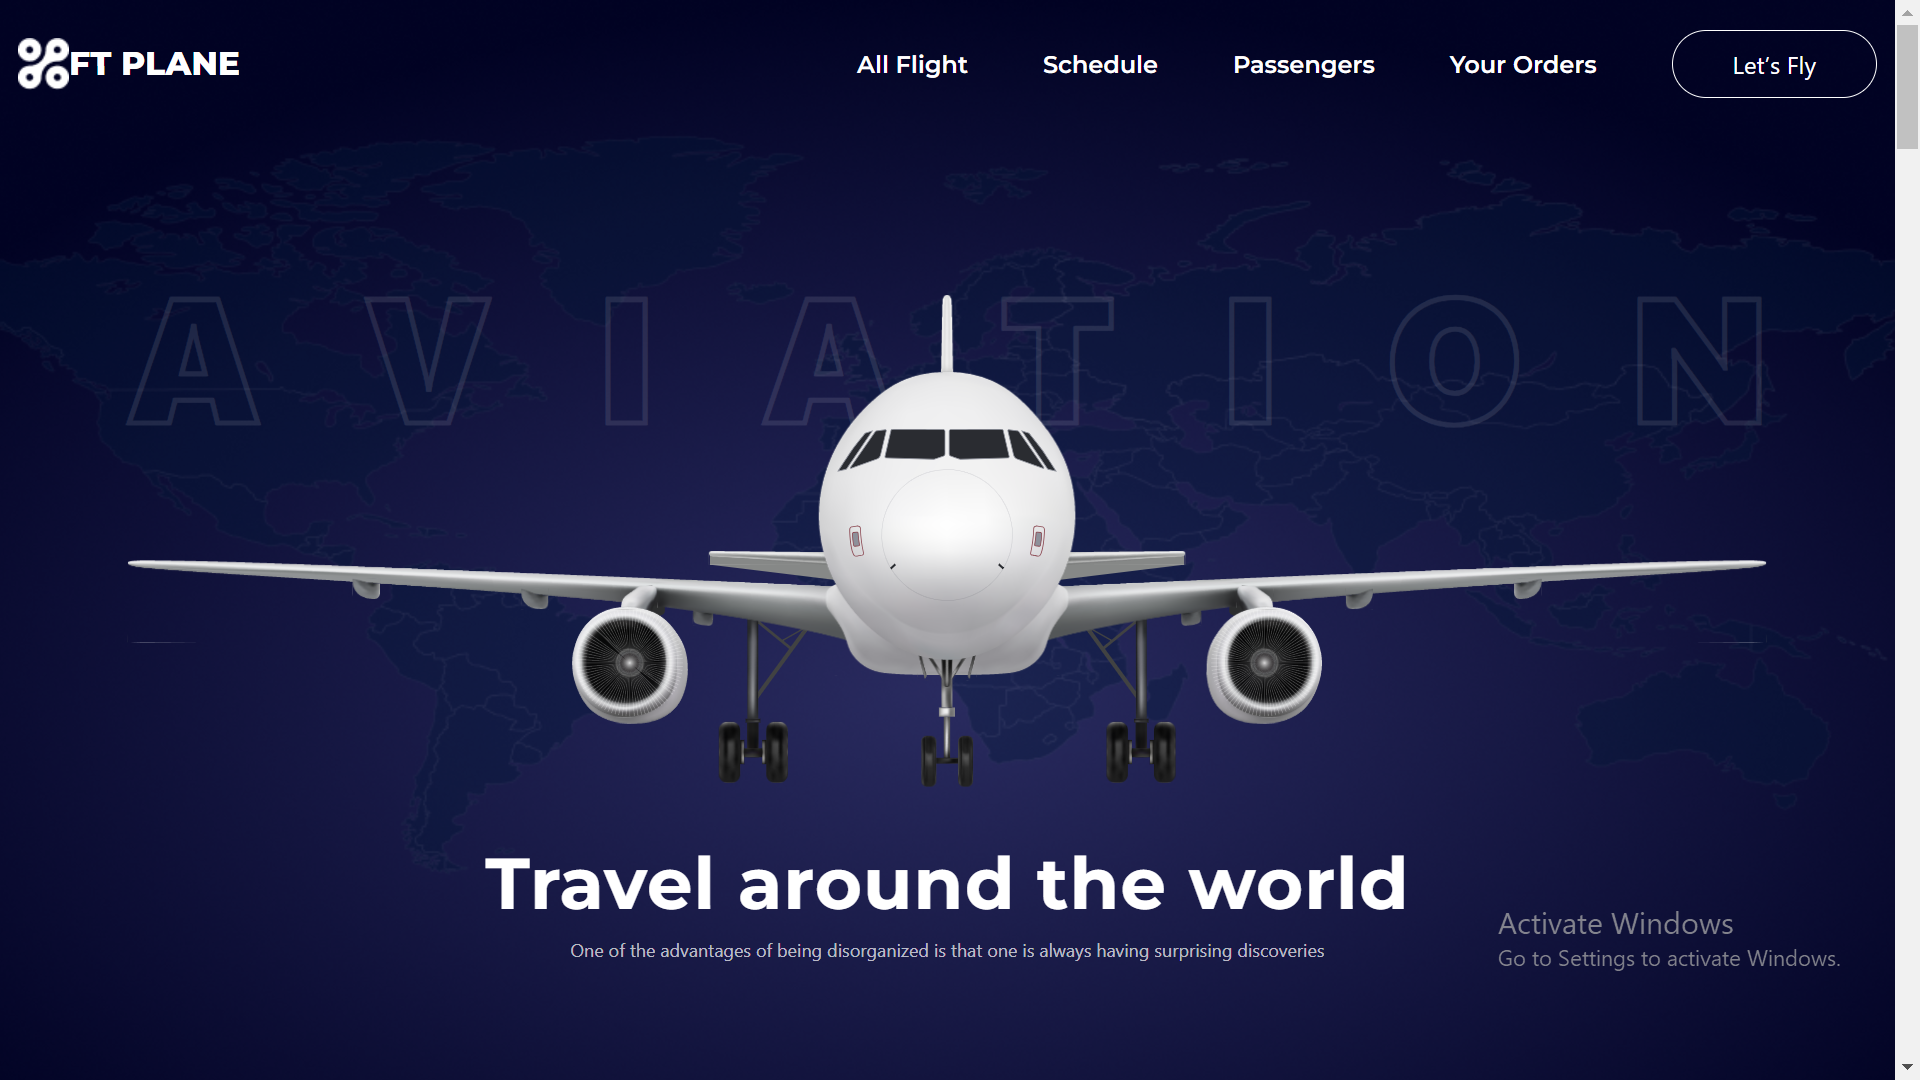 FT PLANE
All Flight
Schedule
Passengers
Your Orders
Let’s Fly
AVIATION
Travel around the world
One of the advantages of being disorganized is that one is always having surprising discoveries
Activate Windows
Go to Settings to activate Windows.